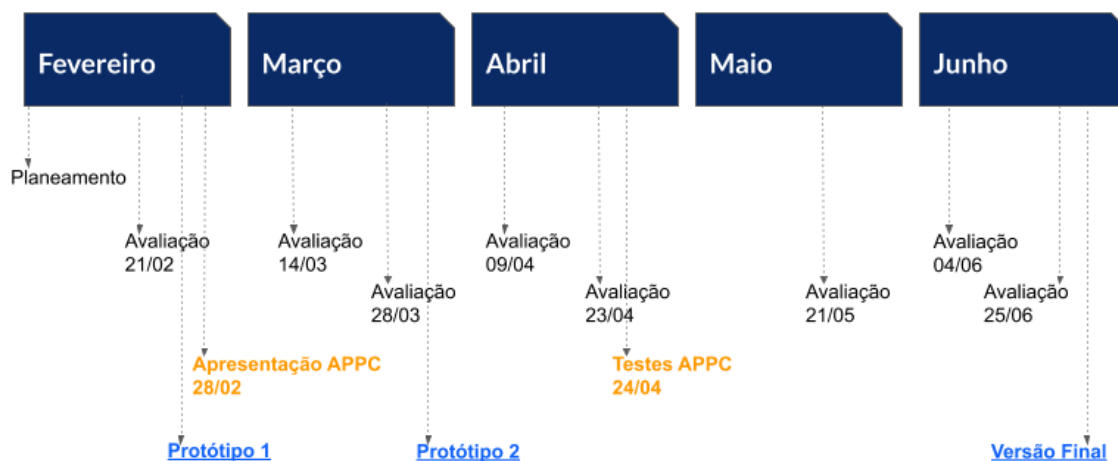 Fevereiro
Março
Abril
Maio
Junho
Planeamento
Avaliação
21/02
Avaliação
14/03
Avaliação
09/04
Avaliação
04/06
Avaliação
28/03
Avaliação
23/04
Avaliação
21/05
Avaliação
25/06
Apresentação APPC
28/02
Testes APPC
24/04
Protótipo 1
Protótipo 2
Versão Final